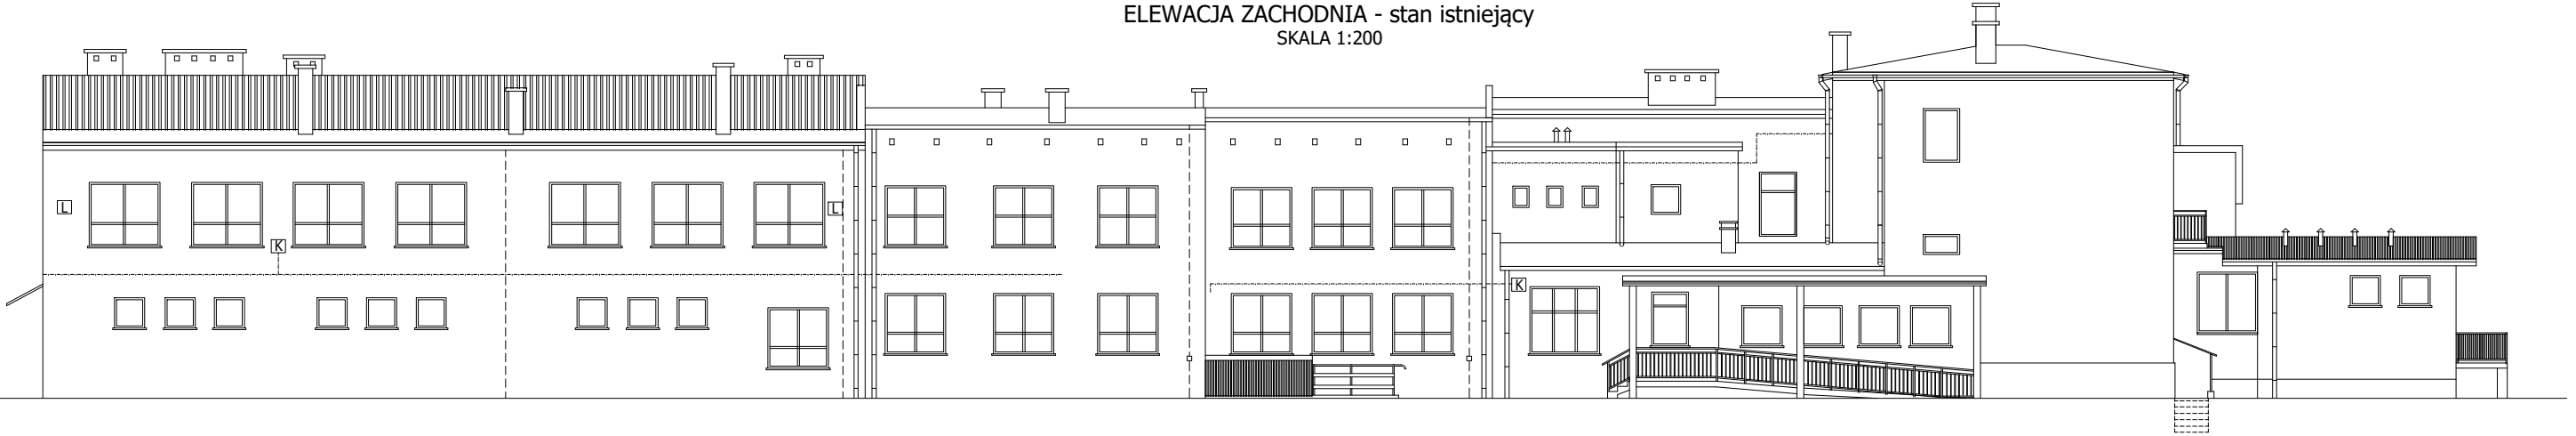 ELEWACJA ZACHODNIA - stan istniejący
SKALA 1:200
L
L
K
K